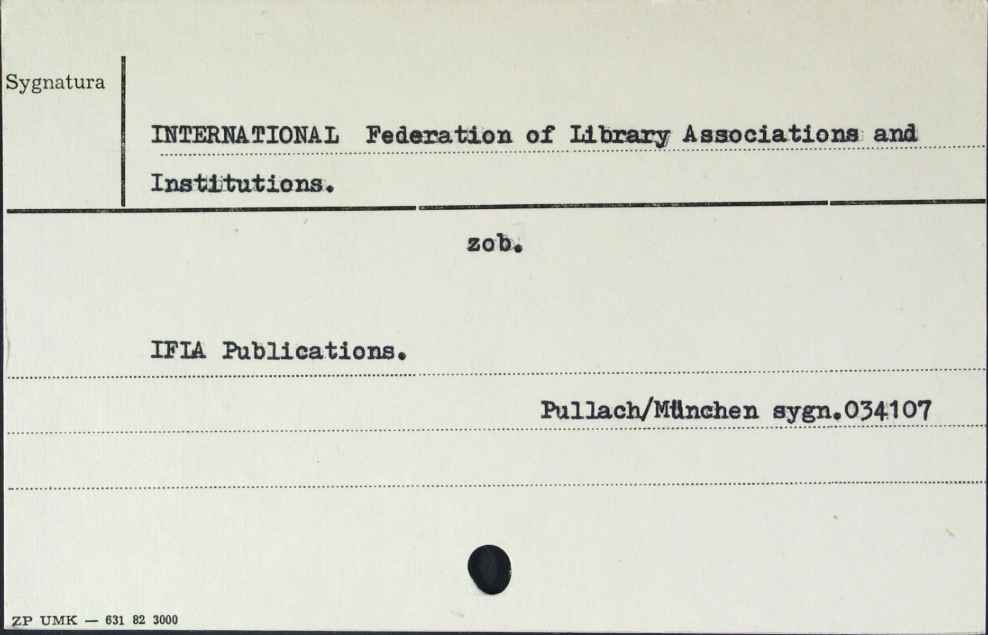 Sygnatura
INTERNATIONAL Federation of Library Associations and
Institutions.
zob.
IFLA Publications.
Pullach/München sygn.034107
ZP UMK — 631 82 3000